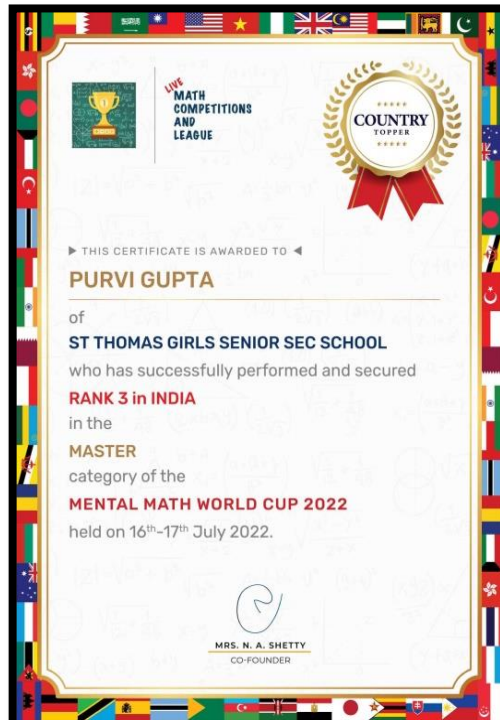 LIVE
MATH
COMPETITIONS
AND
LEAGUE
COUNTRY
TOPPER
THIS CERTIFICATE IS AWARDED TO
PURVI GUPTA
of
ST THOMAS GIRLS SENIOR SEC SCHOOL
who has successfully performed and secured
RANK 3 in INDIA
in the
MASTER
category of the
MENTAL MATH WORLD CUP 2022
held on 16th-17th July 2022.
MRS. N. A. SHETTY
CO-FOUNDER